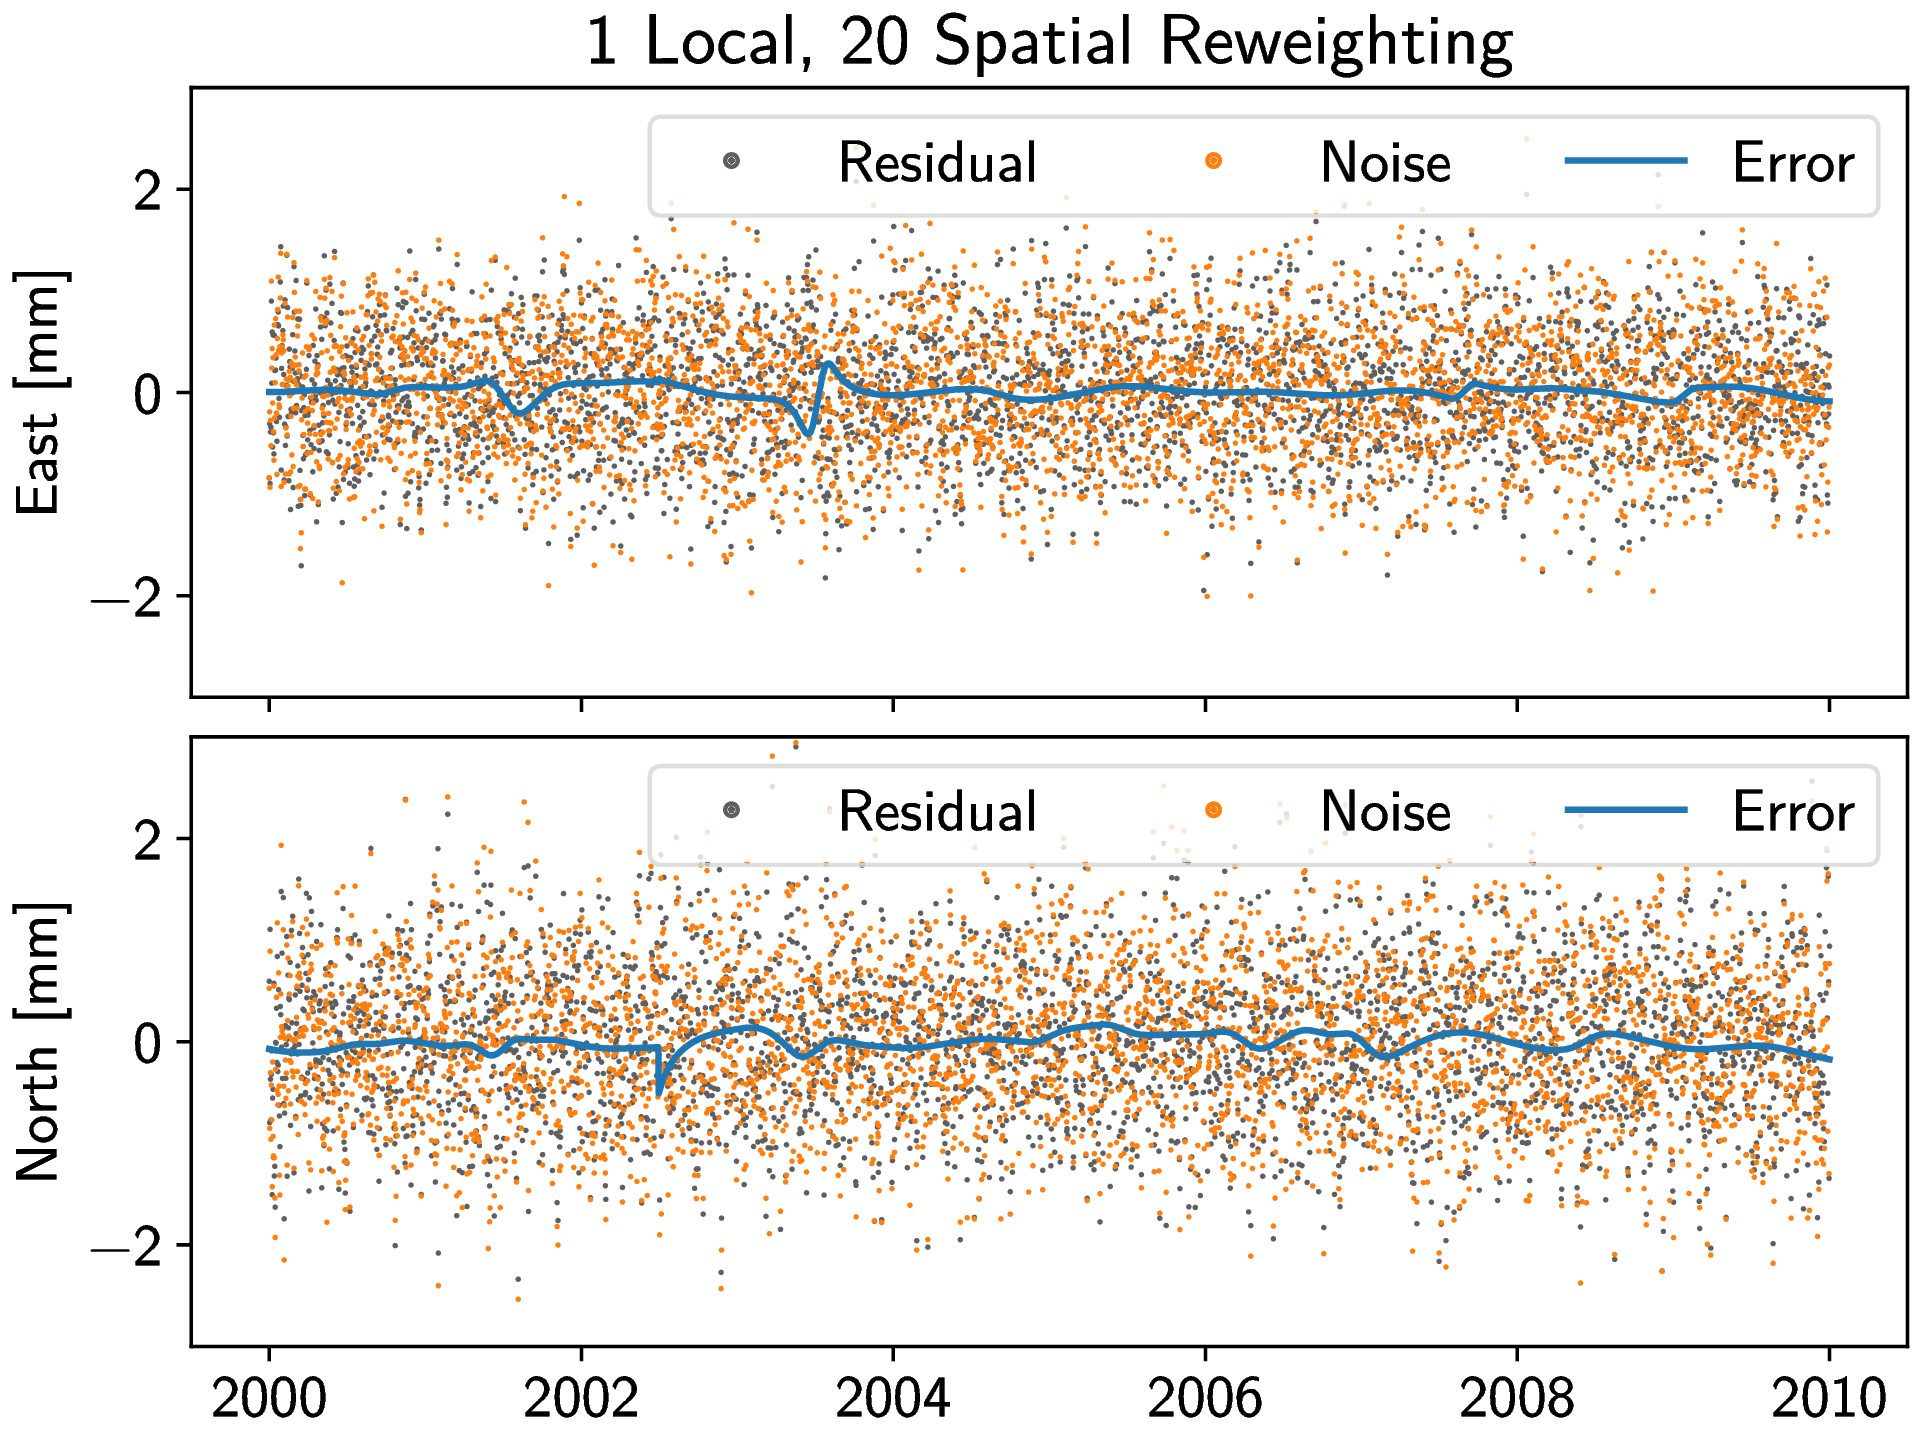 1 Local, 20 Spatial Reweighting
Residual Noise Error
2
0
−2
East [mm]
Residual Noise Error
2
0
−2
North [mm]
2000 2002 2004 2006 2008 2010